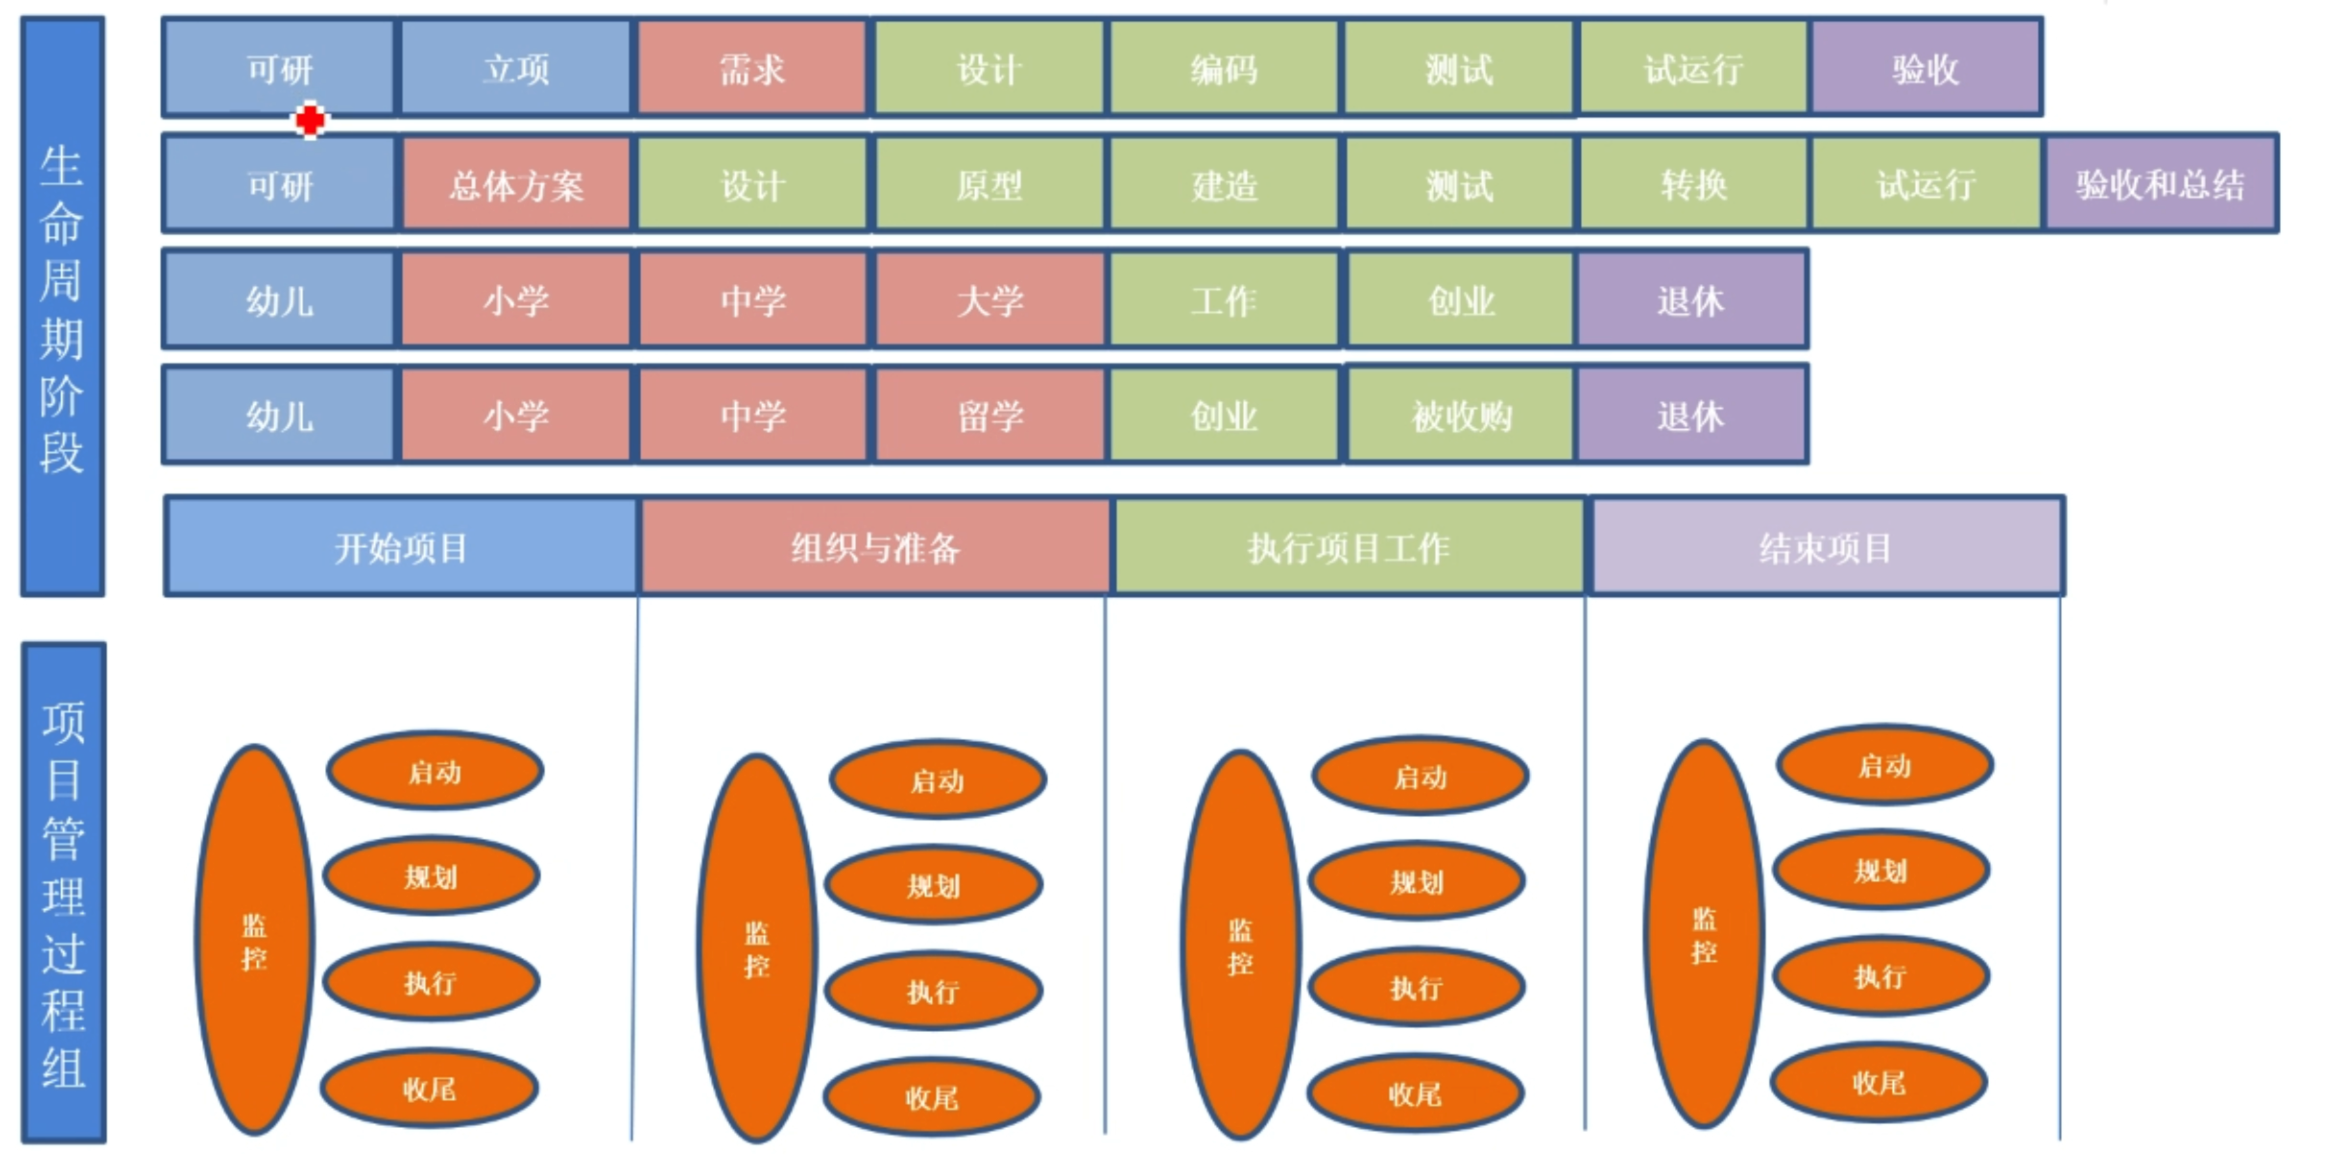 生命周期阶段
可研 立项 需求 设计 编码 测试 试运行 验收
可研 总体方案 设计 原型 建造 测试 转换 试运行 验收和总结
幼儿 小学 中学 大学 工作 创业 退休
幼儿 小学 中学 留学 创业 被收购 退休
开始项目 组织与准备 执行项目工作 结束项目
项目管理过程组
监控
启动
规划
执行
收尾
监控
启动
规划
执行
收尾
监控
启动
规划
执行
收尾
监控
启动
规划
执行
收尾